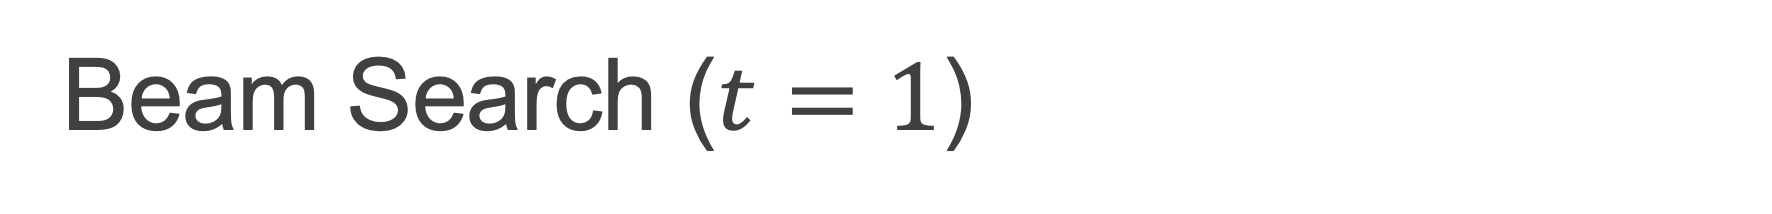 Beam Search (t = 1)